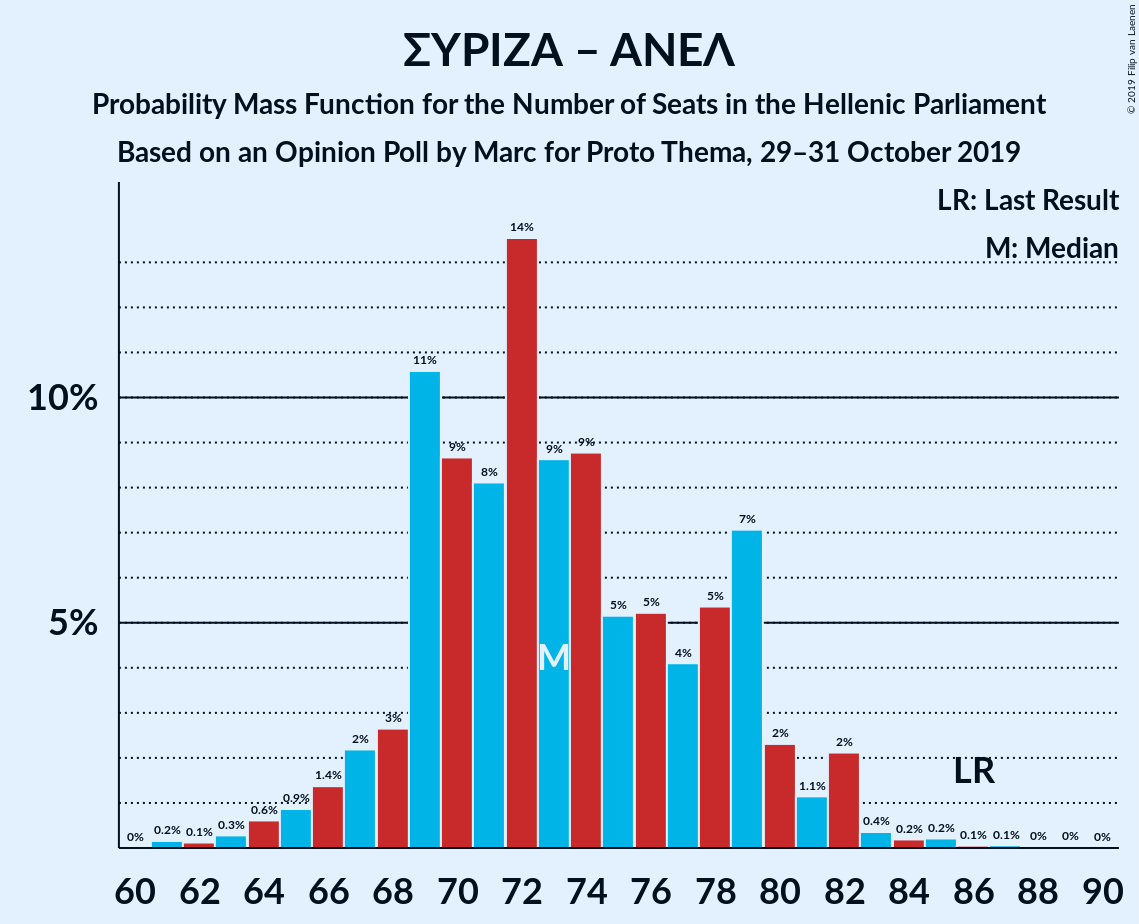 ΣΥΡΙΖΑ – ΑΝΕΛ
Probability Mass Function for the Number of Seats in the Hellenic Parliament
Based on an Opinion Poll by Marc for Proto Thema, 29–31 October 2019
© 2019 Filip van Laenen
LR: Last Result
M: Median
10%
5%
0% 0.2% 0.1% 0.3% 0.6% 0.9% 1.4% 2% 3% 11% 9% 8% 14% 9% 9% 5% 5% 4% 5% 7% 2% 1.1% 2% 0.4% 0.2% 0.2% 0.1% 0.1% 0% 0% 0%
M
LR
60 62 64 66 68 70 72 74 76 78 80 82 84 86 88 90